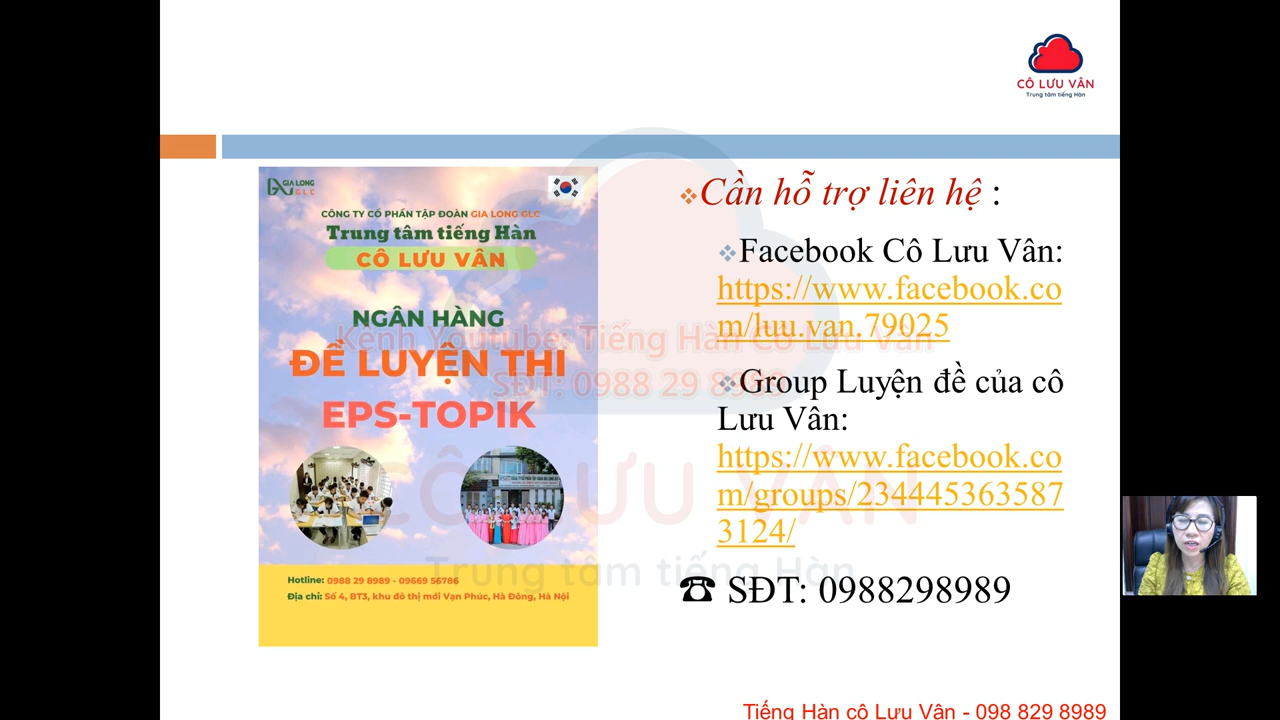 CÔ LƯU VÂN
Trung tâm tiếng Hàn
GIA LONG
GLC
CÔNG TY CỔ PHẦN TẬP ĐOÀN GIA LONG GLC
Trung tâm tiếng Hàn
CÔ LƯU VÂN
NGÂN HÀNG
ĐỀ LUYỆN THI
EPS-TOPIK
Hotline: 0988 29 8989 - 09669 56786
Địa chỉ: Số 4, BT3, khu đô thị mới Vạn Phúc, Hà Đông, Hà Nội
Cần hỗ trợ liên hệ :
Facebook Cô Lưu Vân:
https://www.facebook.co
m/luu.van.79025
Group Luyện đề của cô
Lưu Vân:
https://www.facebook.co
m/groups/234445363587
3124/
SĐT: 0988298989
Kênh Youtube: Tiếng Hàn Cô Lưu Vân
SĐT: 0988 29 8989
CÔ LƯU VÂN
Trung tâm tiếng Hàn
Tiếng Hàn cô Lưu Vân - 098 829 8989